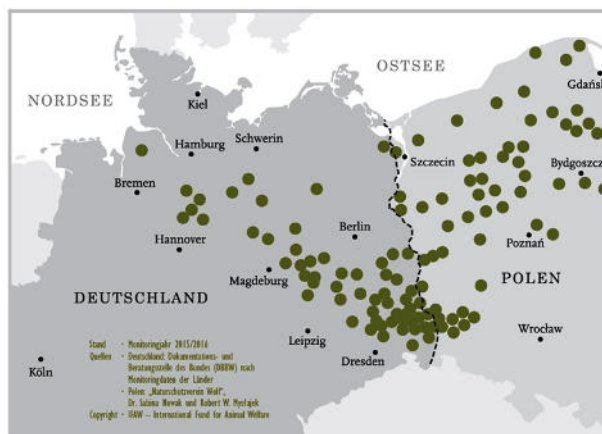 OSTSEE
NORDSEE
Gdańsk
Kiel
Hamburg
Schwerin
Szczecin
Bremen
Bydgoszcz
Berlin
Hannover
Poznań
Magdeburg
DEUTSCHLAND
POLEN
Leipzig
Wrocław
Dresden
Köln
Stand · Monitoringjahr 2015/2016
Quellen · Deutschland: Dokumentations- und
Beratungsstelle des Bundes (DBBW) nach
Monitoringdaten der Länder
· Polen: „Naturschutzverein Wolf“,
Dr. Sabina Nowak und Robert W. Mysłajek
Copyright · IFAW – International Fund for Animal Welfare